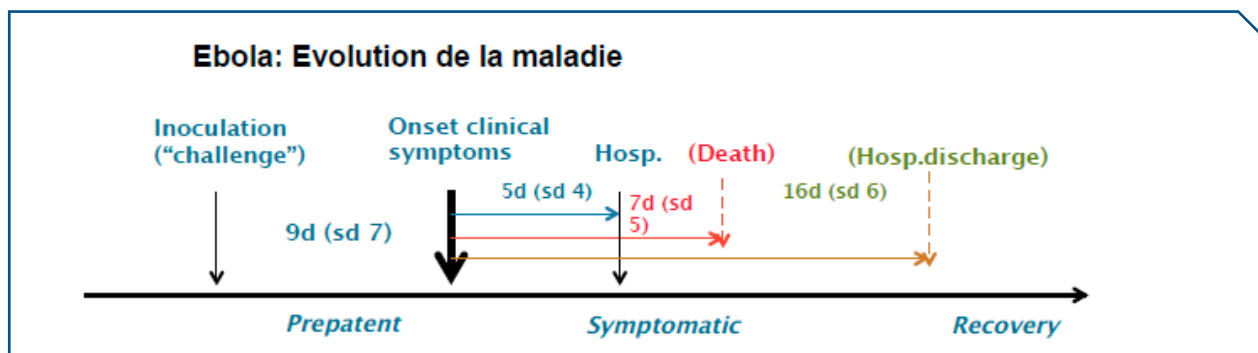 Ebola: Evolution de la maladie
Inoculation
("challenge")
Onset clinical
symptoms
Hosp.
(Death)
(Hosp.discharge)
9d (sd 7)
5d (sd 4)
7d (sd
5)
16d (sd 6)
Prepatent
Symptomatic
Recovery